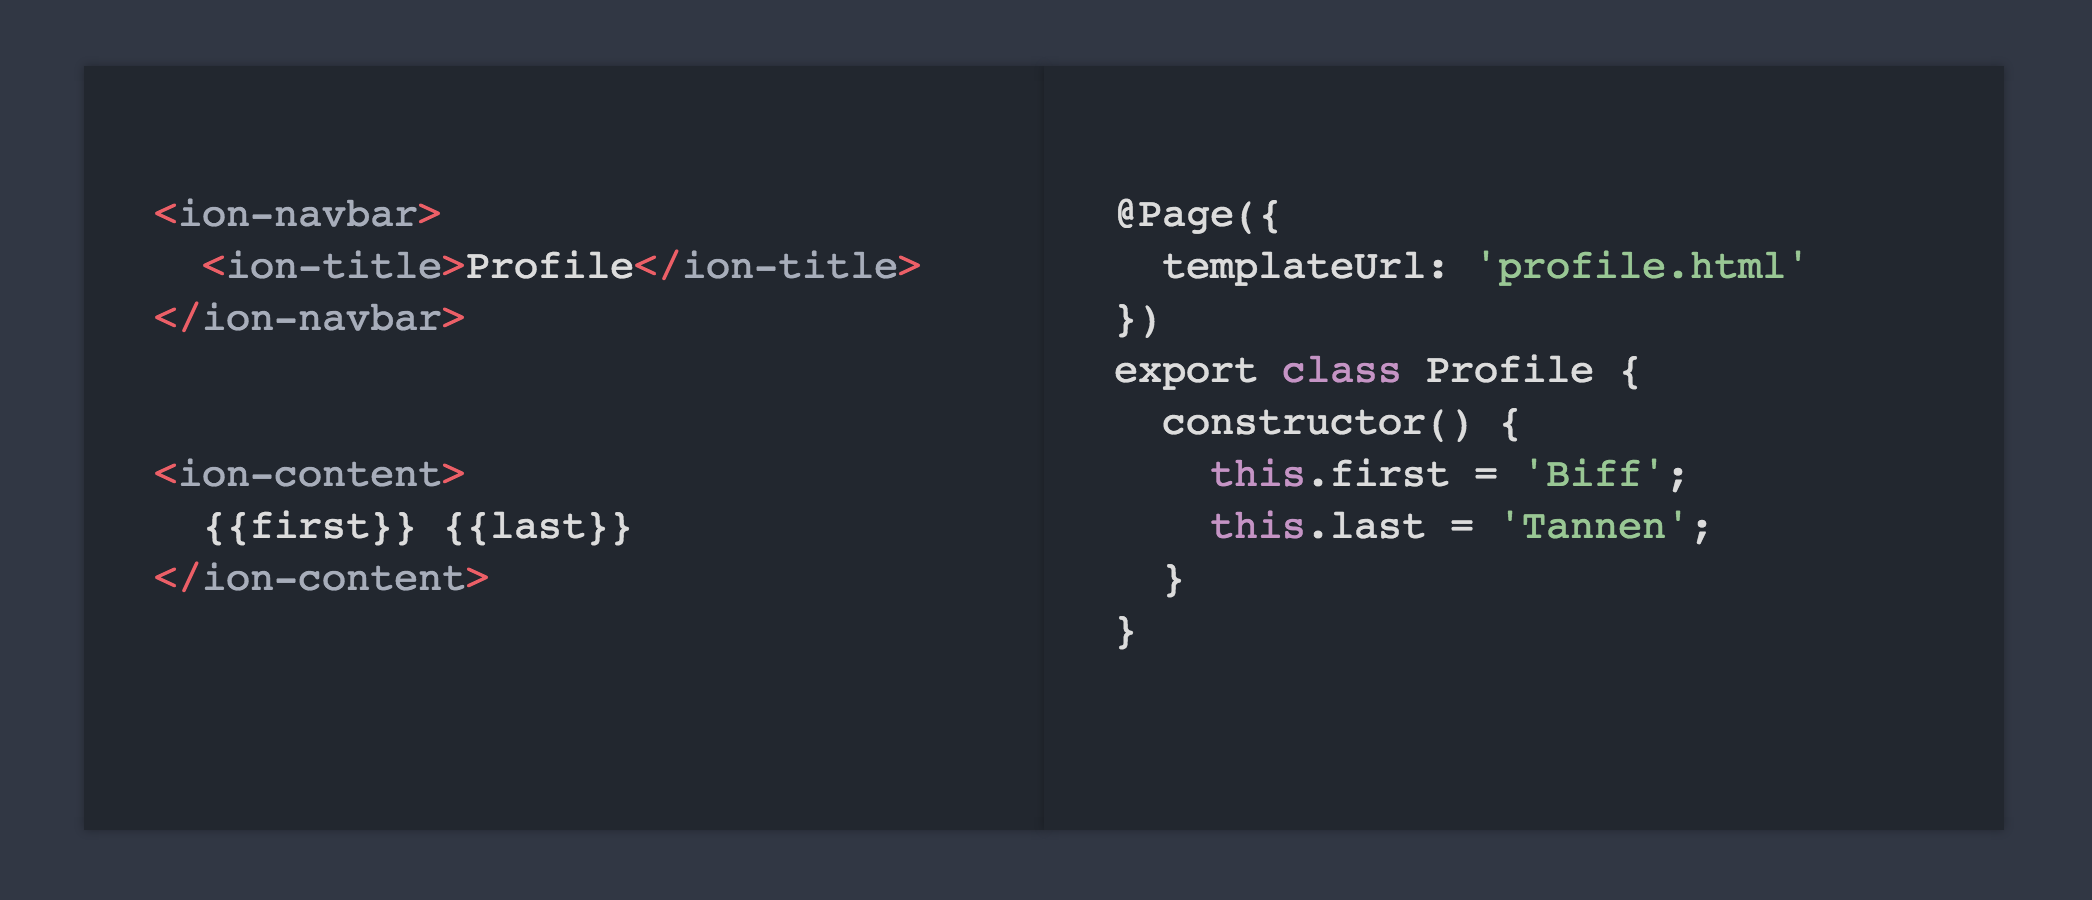 <ion-navbar>
  <ion-title>Profile</ion-title>
</ion-navbar>
<ion-content>
  {{first}} {{last}}
</ion-content>
@Page({
  templateUrl: 'profile.html'
})
export class Profile {
  constructor() {
    this.first = 'Biff';
    this.last = 'Tannen';
  }
}